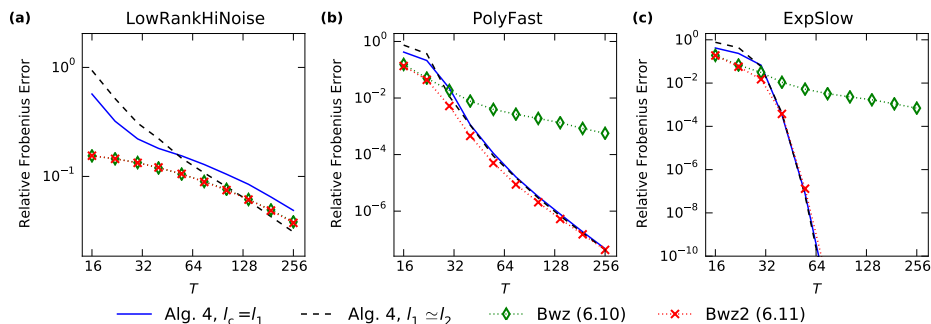 (a) LowRankHiNoise
Relative Frobenius Error
10^0
10^-1
16 32 64 128 256
T
(b) PolyFast
Relative Frobenius Error
10^0
10^-2
10^-4
10^-6
16 32 64 128 256
T
(c) ExpSlow
Relative Frobenius Error
10^0
10^-2
10^-4
10^-6
10^-8
10^-10
16 32 64 128 256
T
Alg. 4, l_c=l_1 Alg. 4, l_1≃l_2 Bwz (6.10) Bwz2 (6.11)